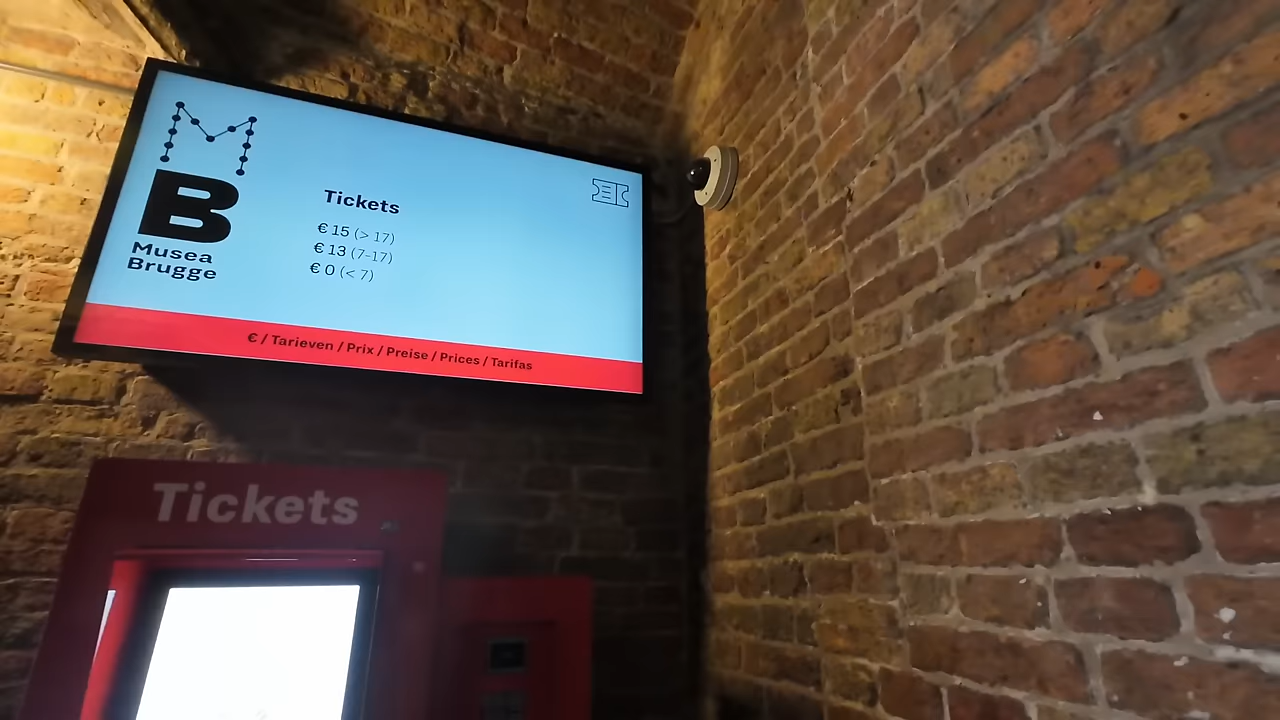 M
B
Musea
Brugge
Tickets
€ 15 (> 17)
€ 13 (7-17)
€ 0 (< 7)
€ / Tarieven / Prix / Preise / Prices / Tarifas
Tickets